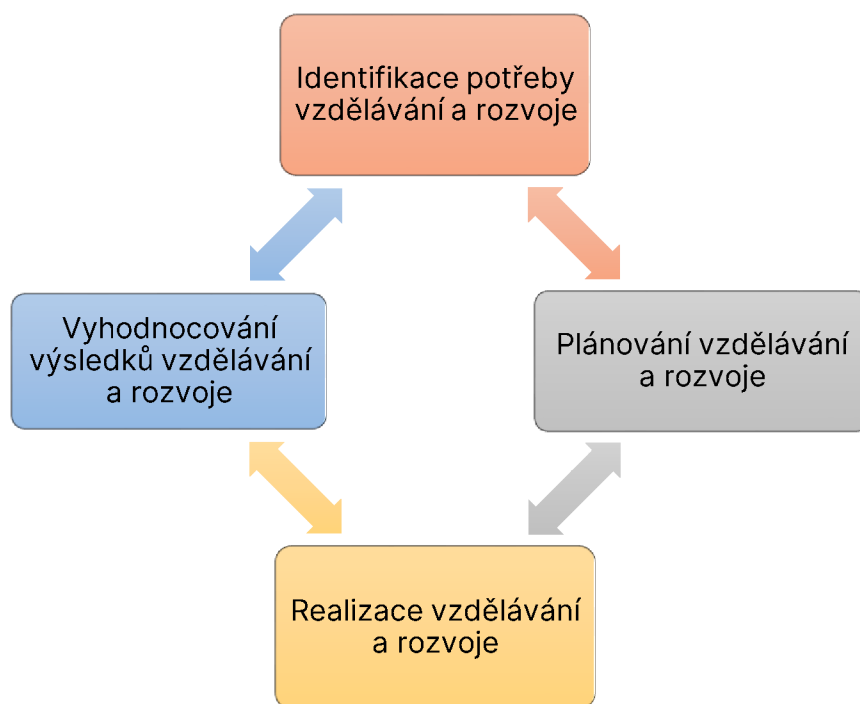 Identifikace potřeby
vzdělávání a rozvoje
Vyhodnocování
výsledků vzdělávání
a rozvoje
Plánování vzdělávání
a rozvoje
Realizace vzdělávání
a rozvoje